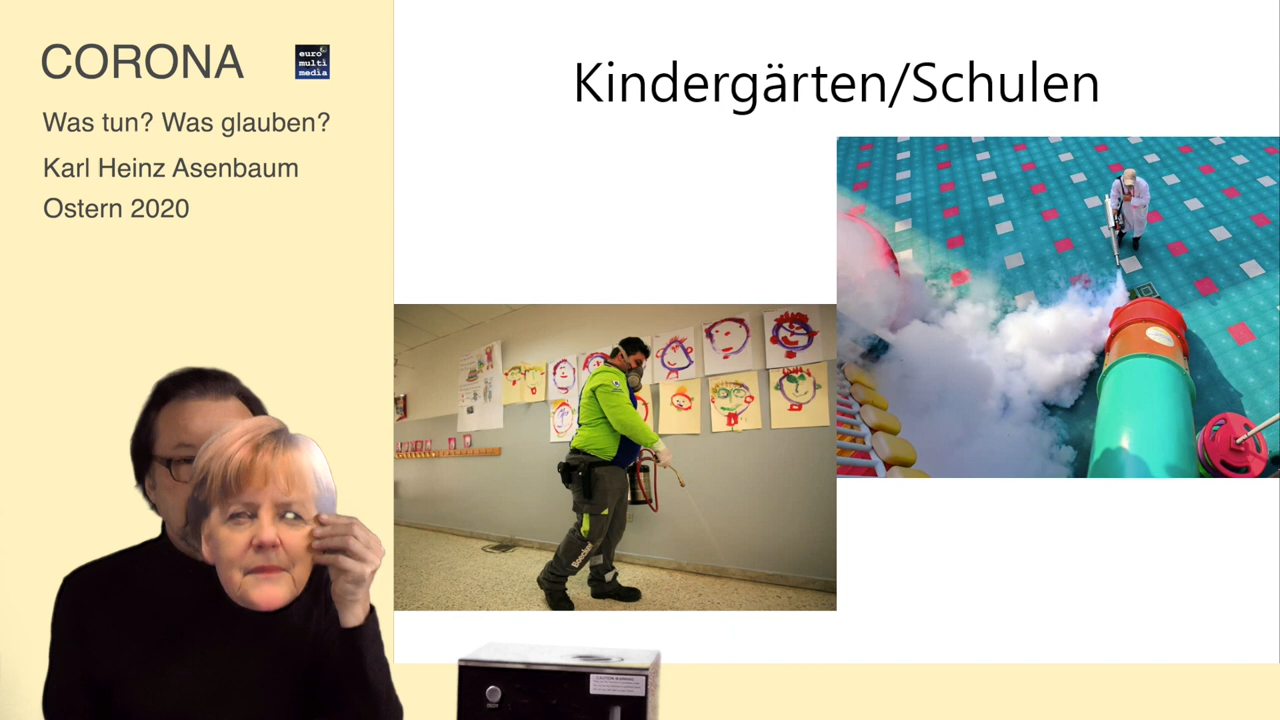 CORONA
euro
multi
media
Was tun? Was glauben?
Karl Heinz Asenbaum
Ostern 2020
Kindergärten/Schulen